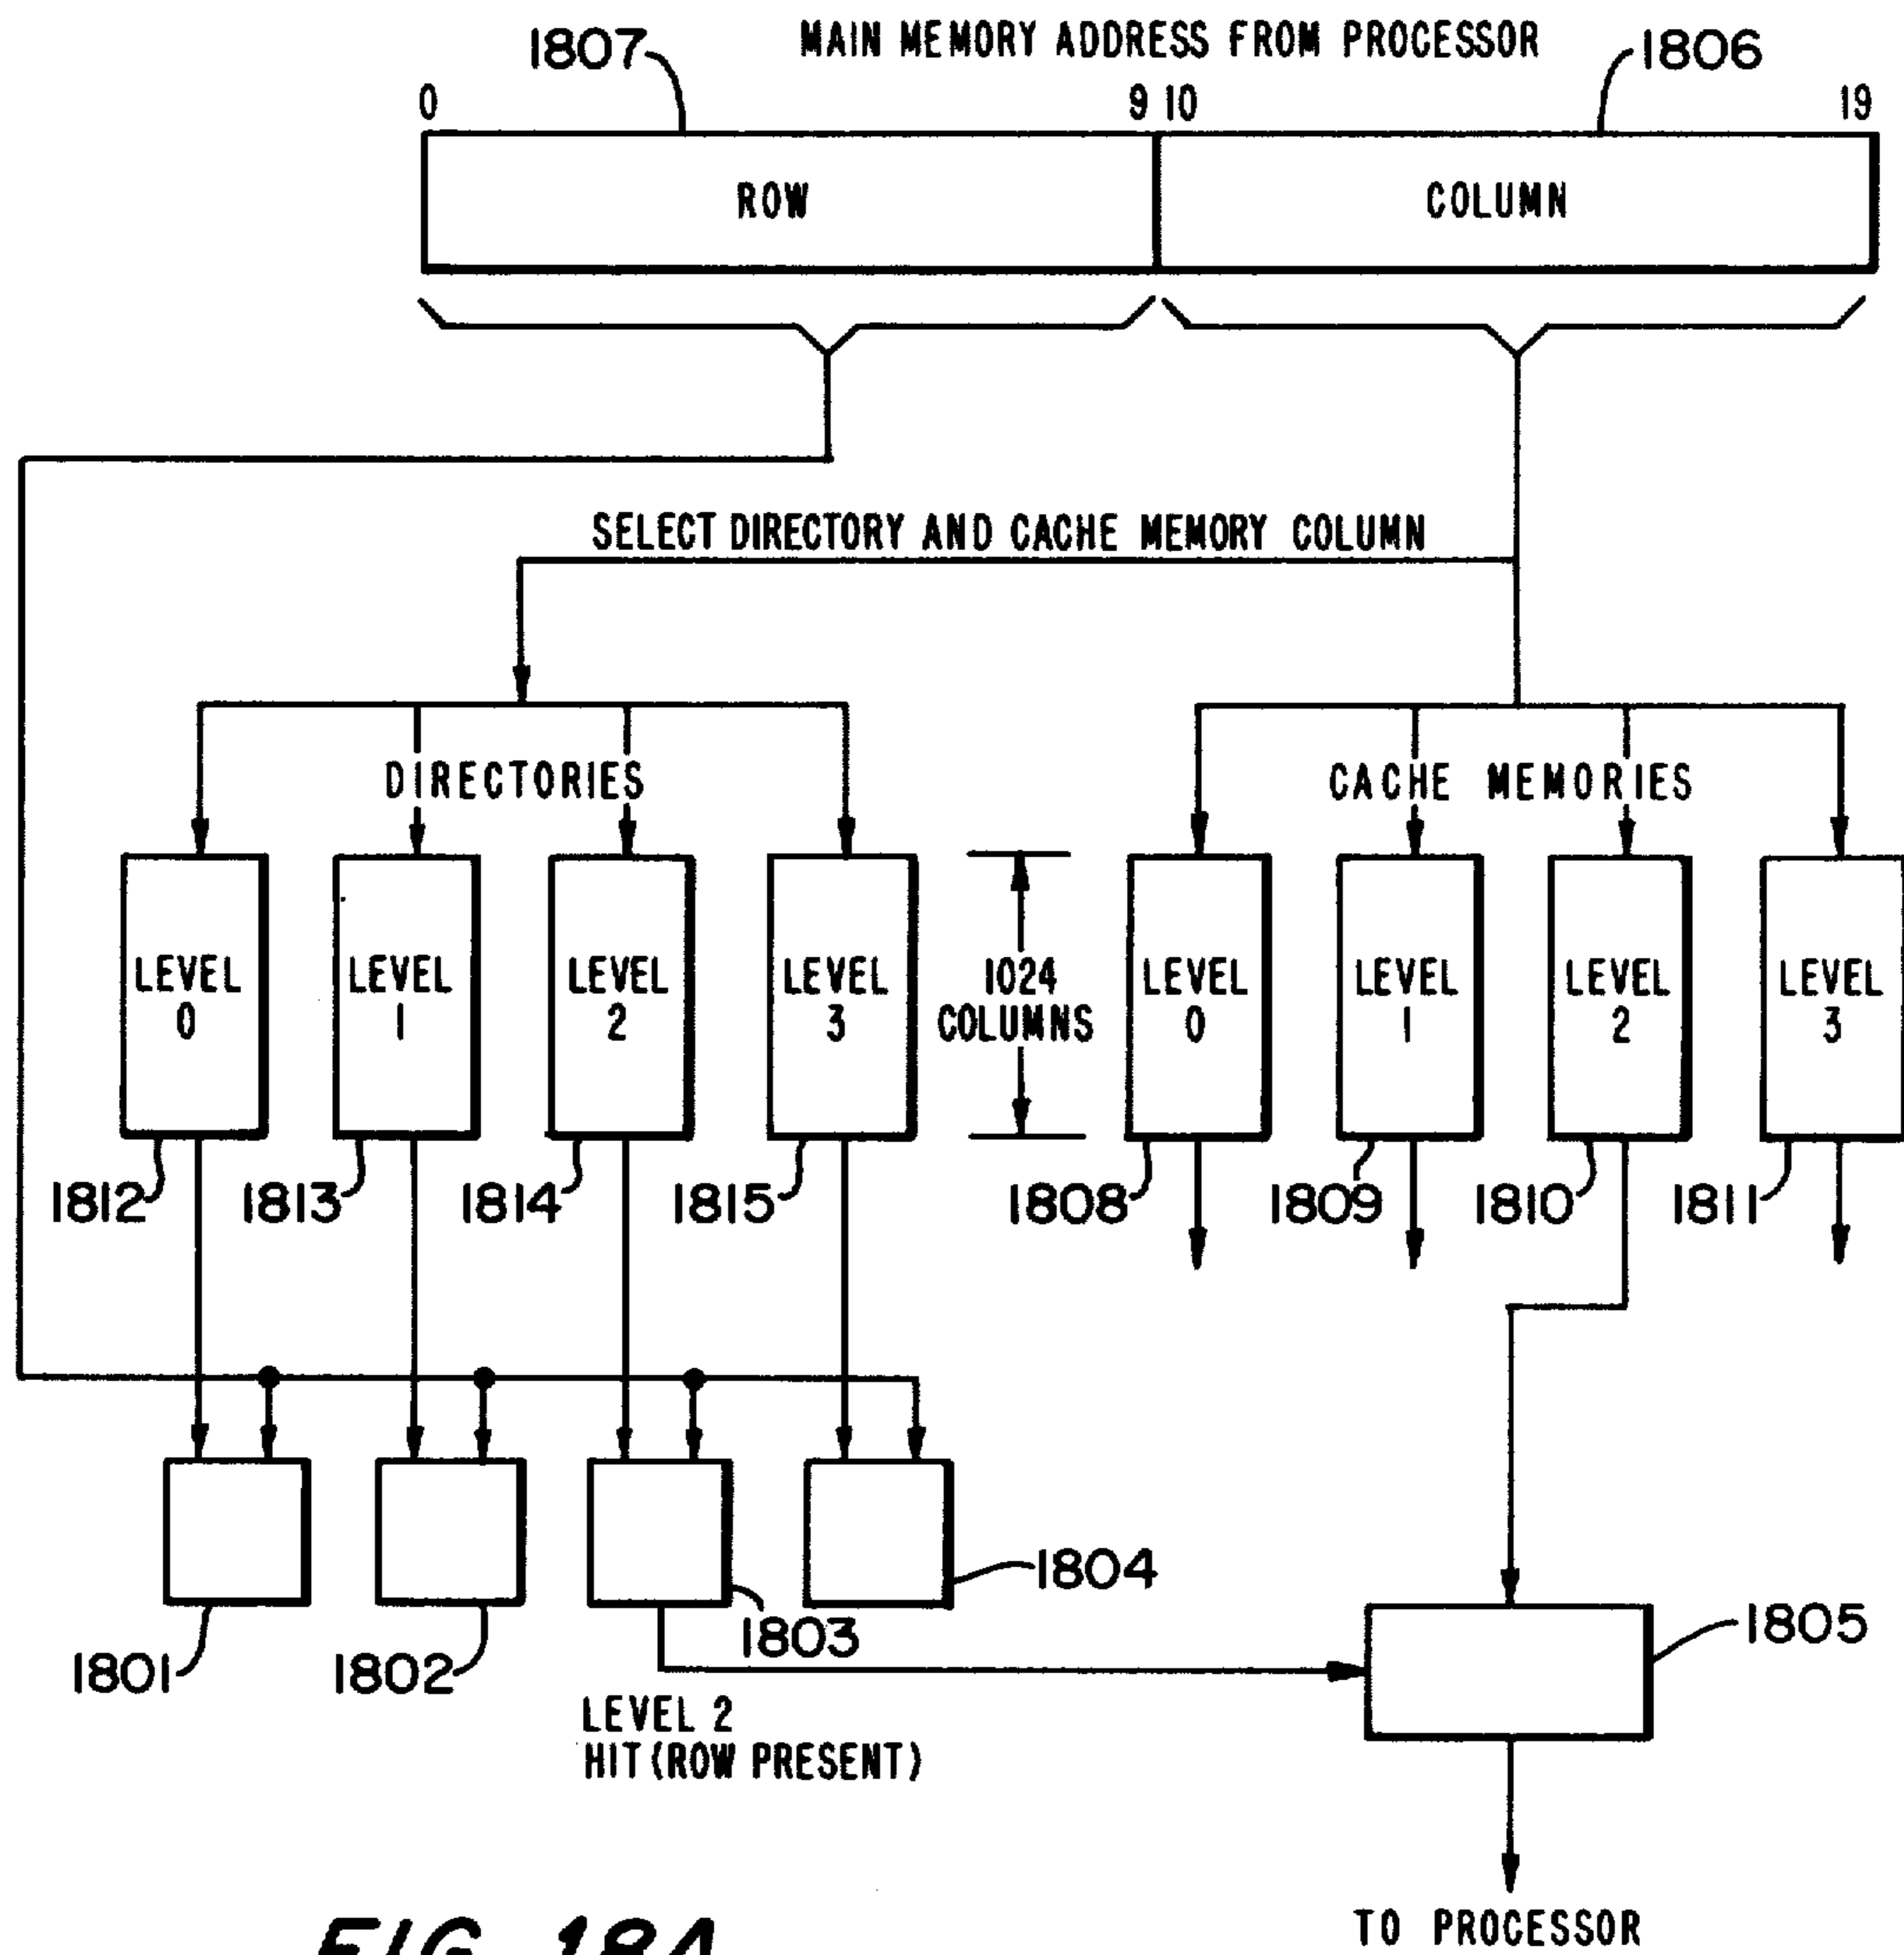 MAIN MEMORY ADDRESS FROM PROCESSOR
1807
1806
0
9
10
19
ROW
COLUMN
SELECT DIRECTORY AND CACHE MEMORY COLUMN
DIRECTORIES
CACHE MEMORIES
LEVEL
0
LEVEL
1
LEVEL
2
LEVEL
3
1024
COLUMNS
LEVEL
0
LEVEL
1
LEVEL
2
LEVEL
3
1812
1813
1814
1815
1808
1809
1810
1811
1801
1802
1803
1804
1805
LEVEL 2
HIT (ROW PRESENT)
TO PROCESSOR
FIG. 18A